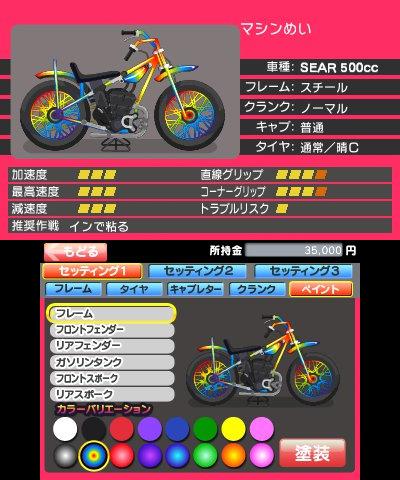 マシンめい
車種: SEAR 500cc
フレーム: スチール
クランク: ノーマル
キャブ: 普通
タイヤ: 通常／晴C
加速度
直線グリップ
最高速度
コーナーグリップ
減速度
トラブルリスク
推奨作戦 インで粘る
もどる
所持金 35,000 円
セッティング1
セッティング2
セッティング3
フレーム
タイヤ
キャブレター
クランク
ペイント
フレーム
フロントフェンダー
リアフェンダー
ガソリンタンク
フロントスポーク
リアスポーク
カラーバリエーション
塗装